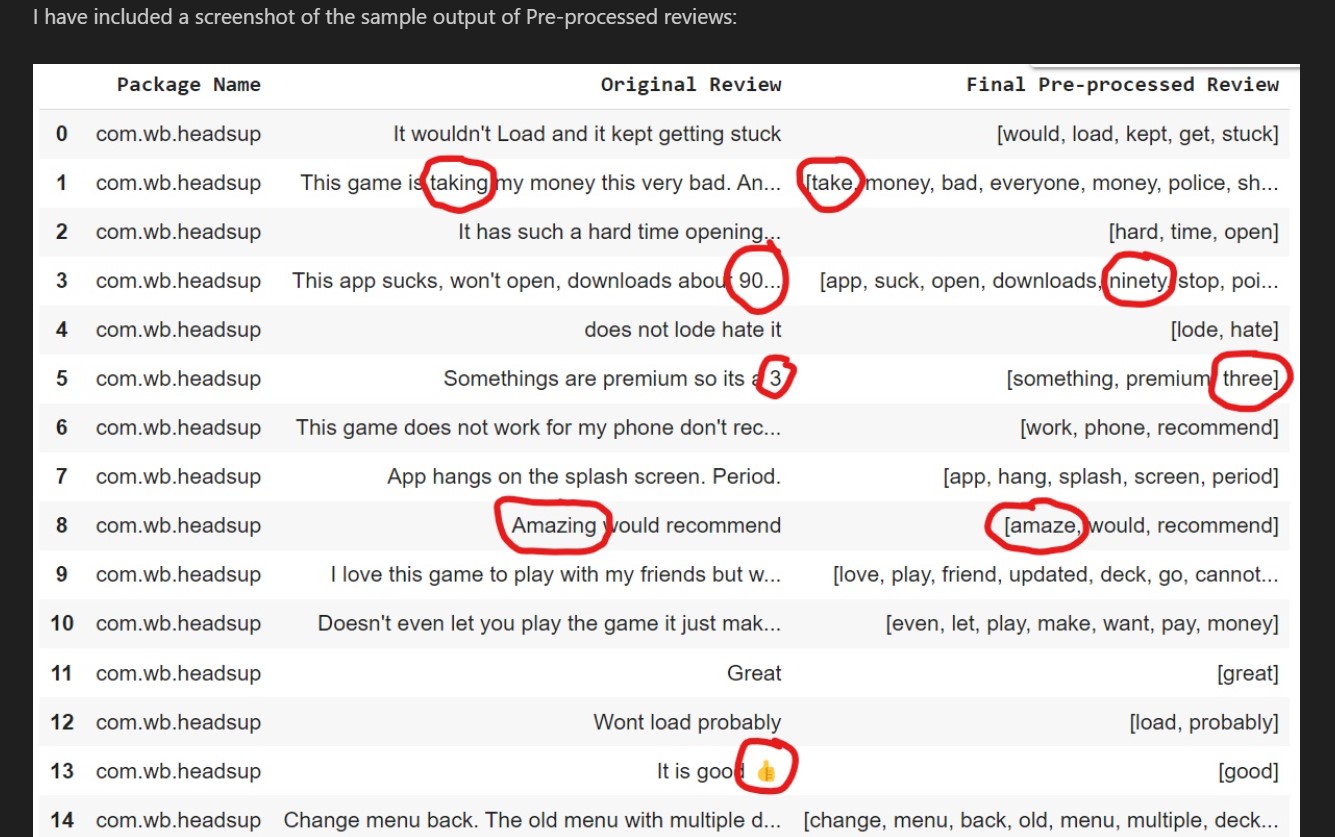 I have included a screenshot of the sample output of Pre-processed reviews:
Package Name Original Review Final Pre-processed Review
0 com.wb.headsup It wouldn't Load and it kept getting stuck [would, load, kept, get, stuck]
1 com.wb.headsup This game is taking my money this very bad. An... [take, money, bad, everyone, money, police, sh...
2 com.wb.headsup It has such a hard time opening... [hard, time, open]
3 com.wb.headsup This app sucks, won't open, downloads about 90... [app, suck, open, downloads, ninety, stop, poi...
4 com.wb.headsup does not lode hate it [lode, hate]
5 com.wb.headsup Somethings are premium so its a 3 [something, premium, three]
6 com.wb.headsup This game does not work for my phone don't rec... [work, phone, recommend]
7 com.wb.headsup App hangs on the splash screen. Period. [app, hang, splash, screen, period]
8 com.wb.headsup Amazing would recommend [amaze, would, recommend]
9 com.wb.headsup I love this game to play with my friends but w... [love, play, friend, updated, deck, go, cannot...
10 com.wb.headsup Doesn't even let you play the game it just mak... [even, let, play, make, want, pay, money]
11 com.wb.headsup Great [great]
12 com.wb.headsup Wont load probably [load, probably]
13 com.wb.headsup It is good 👍 [good]
14 com.wb.headsup Change menu back. The old menu with multiple d... [change, menu, back, old, menu, multiple, deck...